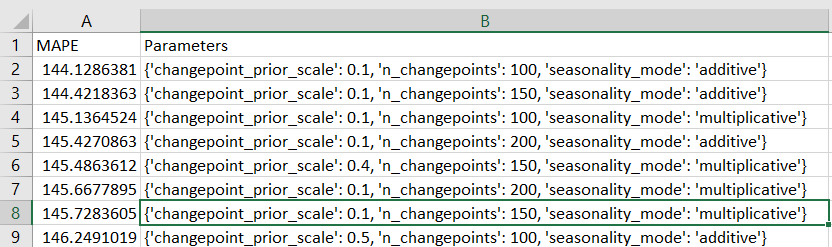 A B
1 MAPE Parameters
2 144.1286381 {'changepoint_prior_scale': 0.1, 'n_changepoints': 100, 'seasonality_mode': 'additive'}
3 144.4218363 {'changepoint_prior_scale': 0.1, 'n_changepoints': 150, 'seasonality_mode': 'additive'}
4 145.1364524 {'changepoint_prior_scale': 0.1, 'n_changepoints': 100, 'seasonality_mode': 'multiplicative'}
5 145.4270863 {'changepoint_prior_scale': 0.1, 'n_changepoints': 200, 'seasonality_mode': 'additive'}
6 145.4863612 {'changepoint_prior_scale': 0.4, 'n_changepoints': 150, 'seasonality_mode': 'multiplicative'}
7 145.6677895 {'changepoint_prior_scale': 0.1, 'n_changepoints': 200, 'seasonality_mode': 'multiplicative'}
8 145.7283605 {'changepoint_prior_scale': 0.1, 'n_changepoints': 150, 'seasonality_mode': 'multiplicative'}
9 146.2491019 {'changepoint_prior_scale': 0.5, 'n_changepoints': 100, 'seasonality_mode': 'additive'}